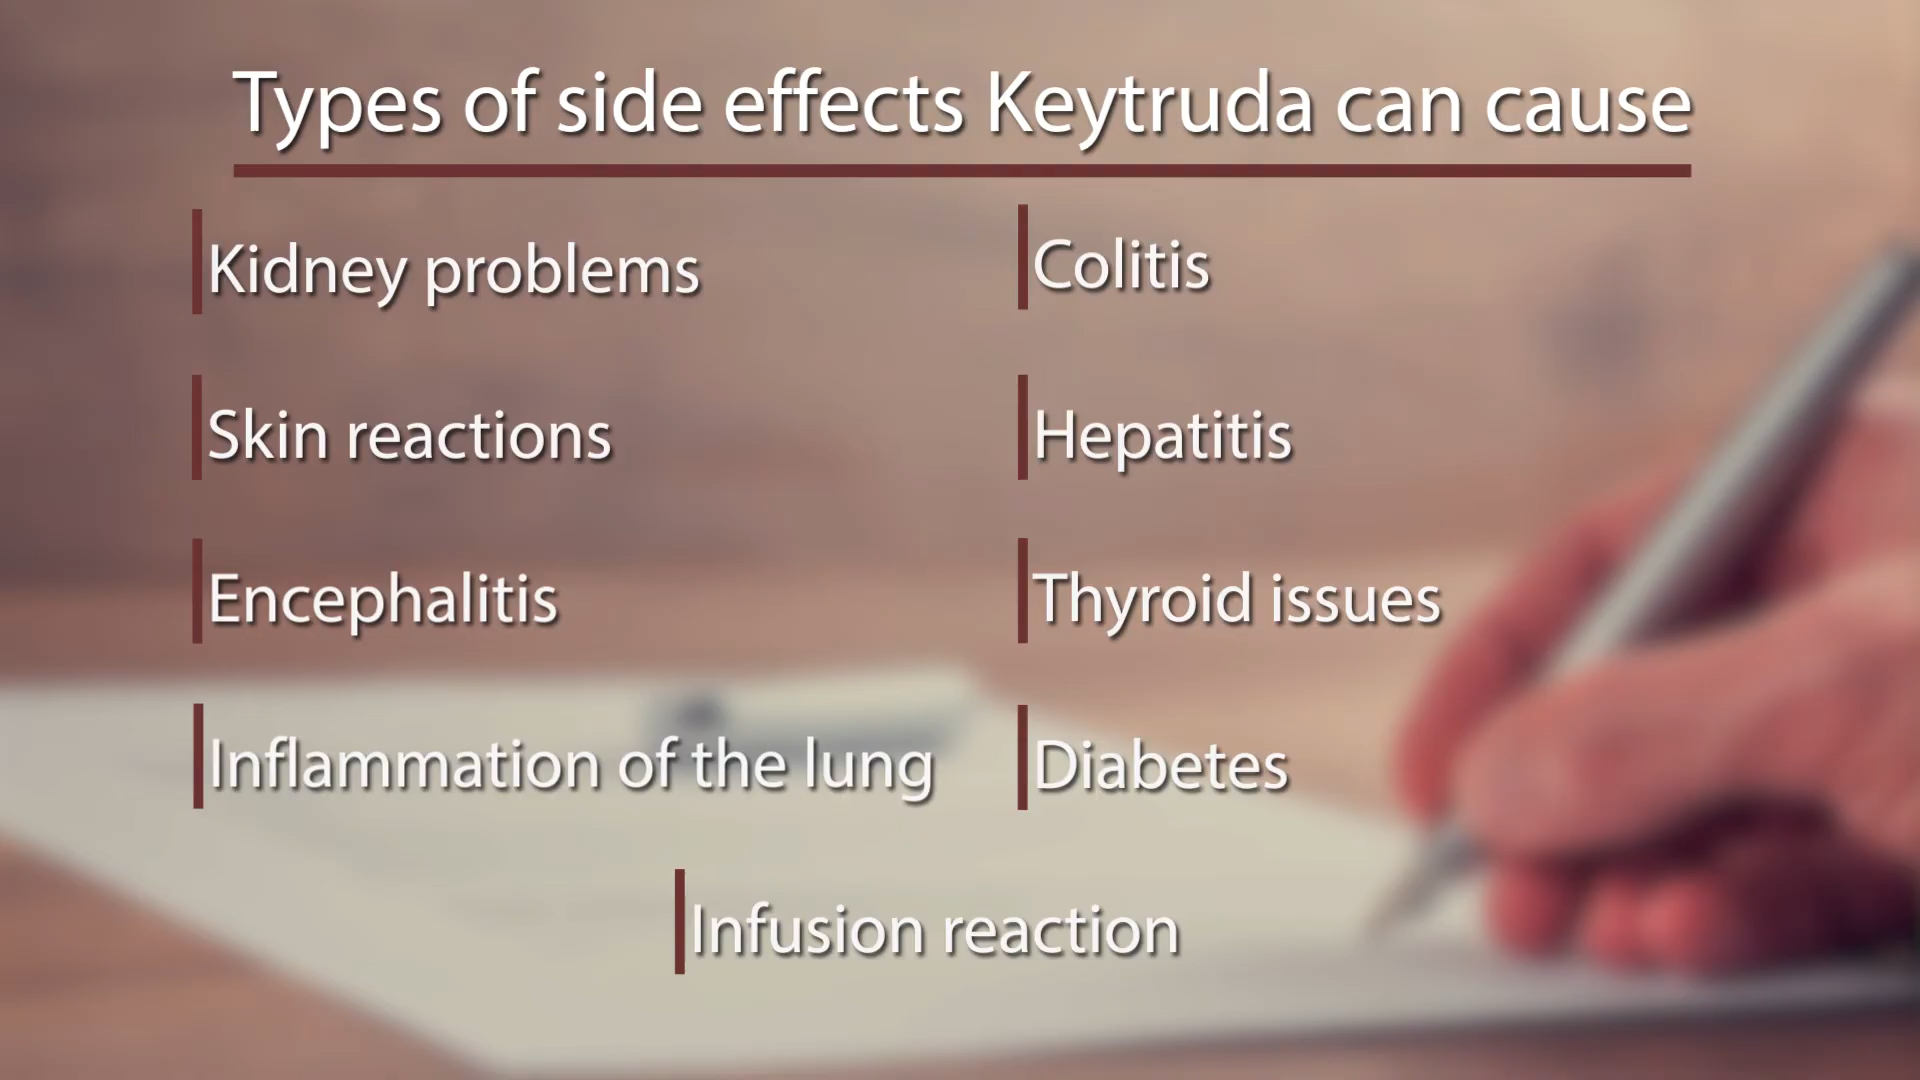 Types of side effects Keytruda can cause
Kidney problems
Colitis
Skin reactions
Hepatitis
Encephalitis
Thyroid issues
Inflammation of the lung
Diabetes
Infusion reaction